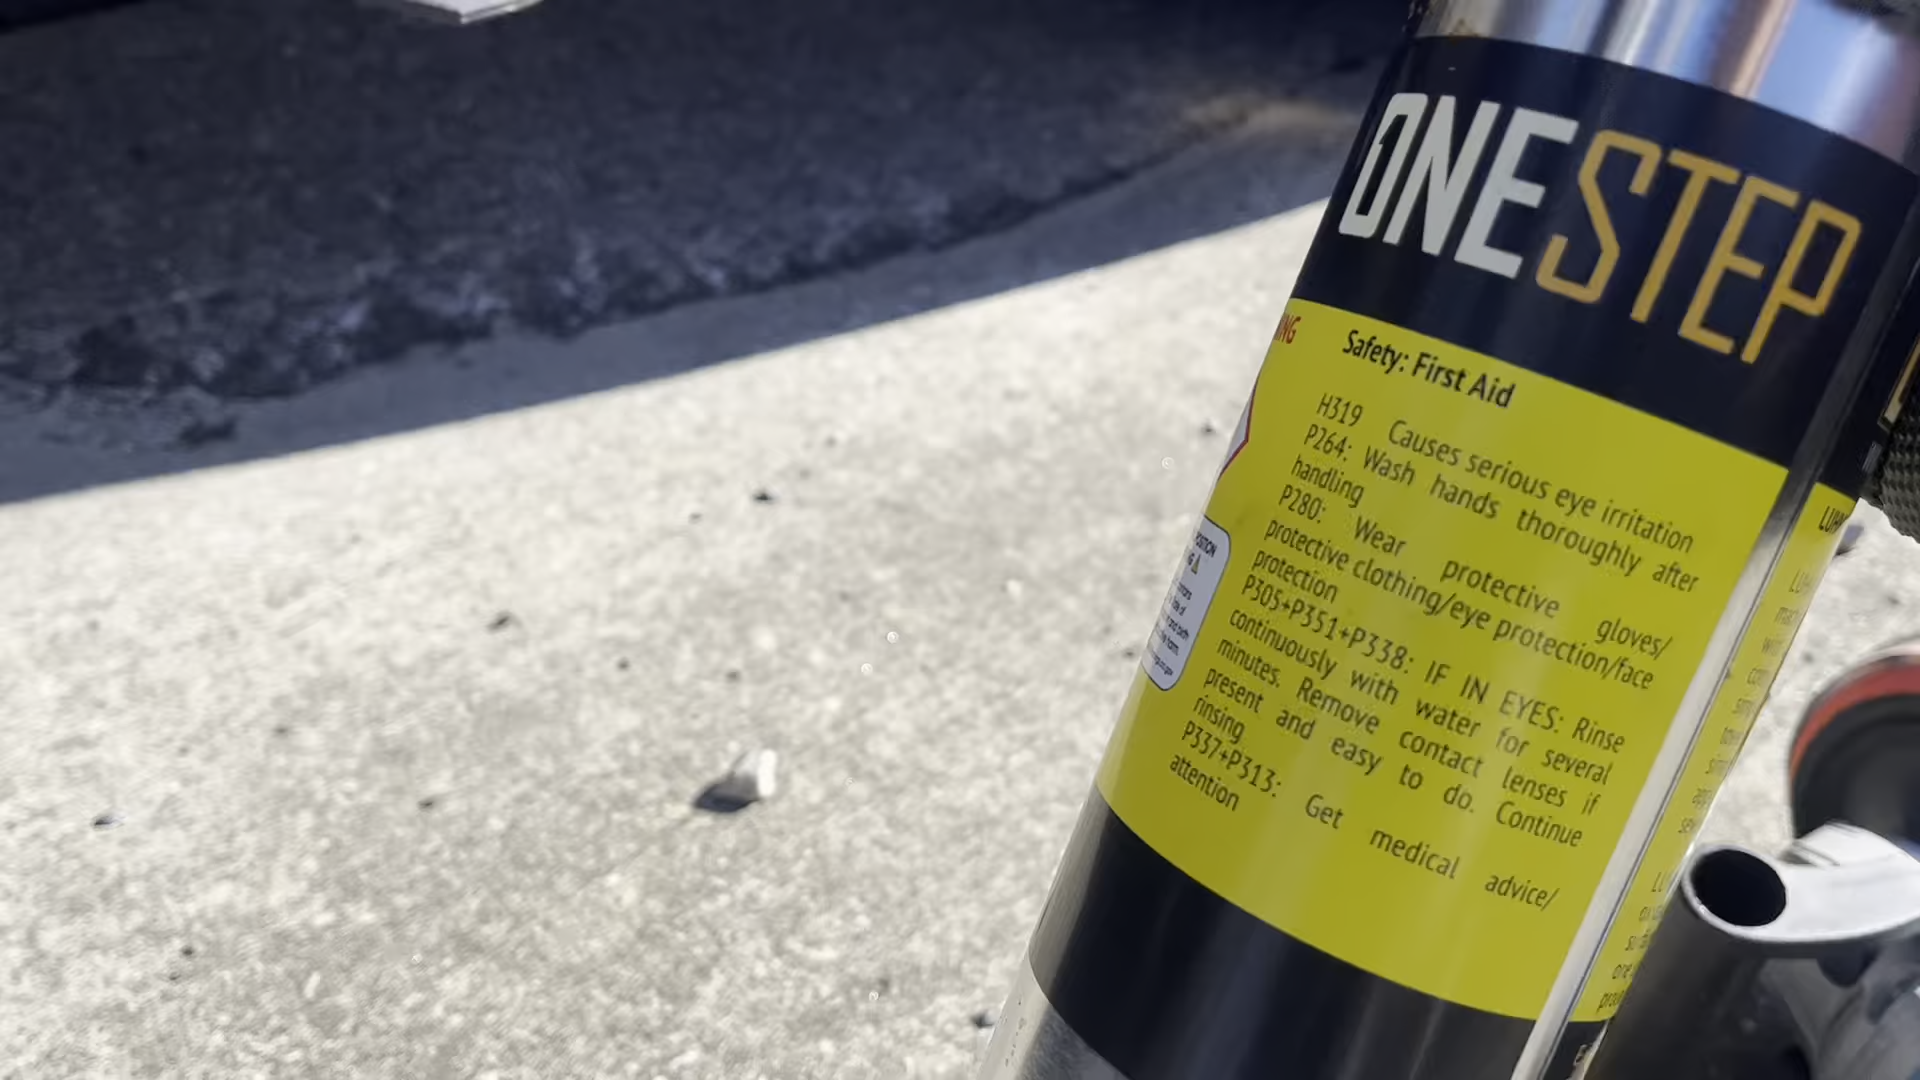 ONESTEP
Safety: First Aid
H319 Causes serious eye irritation
P264: Wash hands thoroughly after
handling
P280: Wear protective gloves/
protective clothing/eye protection/face
protection
P305+P351+P338: IF IN EYES: Rinse
continuously with water for several
minutes. Remove contact lenses if
present and easy to do. Continue
rinsing
P337+P313: Get medical advice/
attention